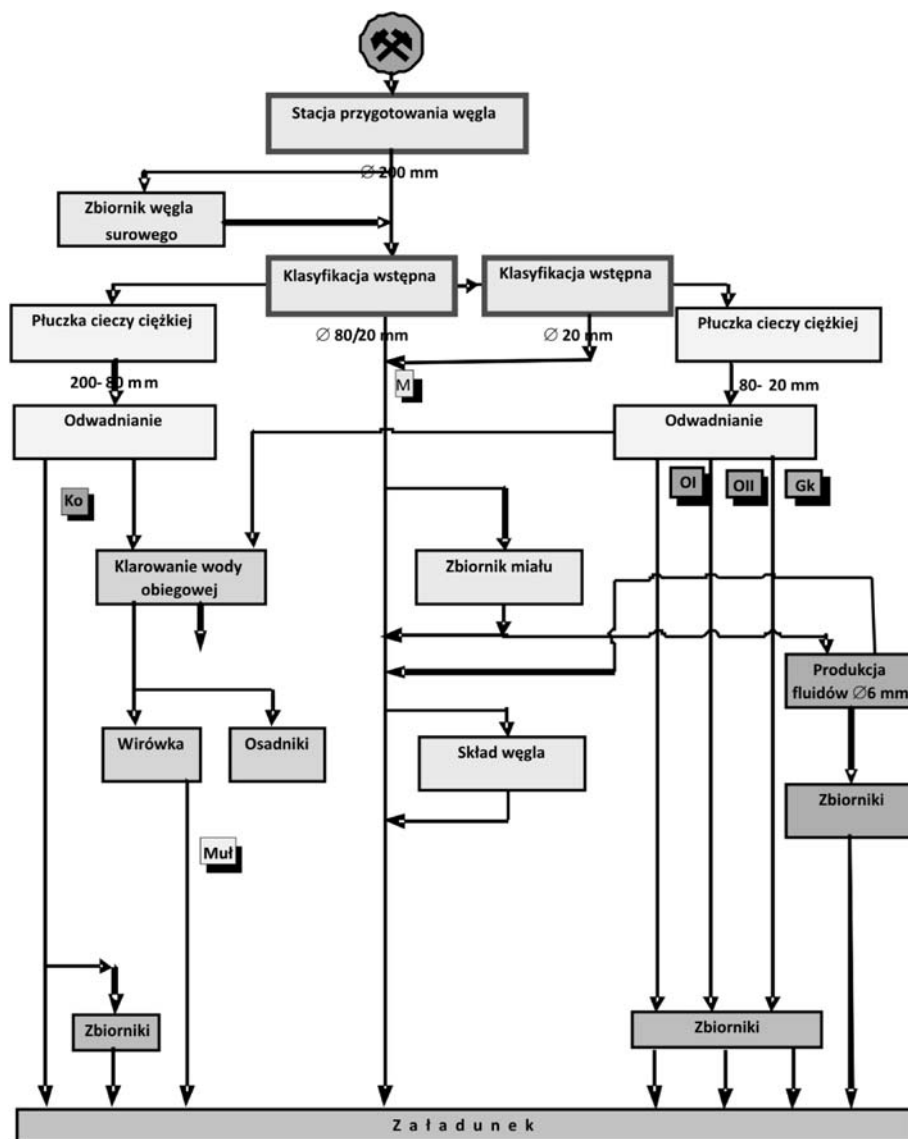 Stacja przygotowania węgla
∅ 200 mm
Zbiornik węgla
surowego
Klasyfikacja wstępna
Klasyfikacja wstępna
Płuczka cieczy ciężkiej
∅ 80/20 mm
∅ 20 mm
Płuczka cieczy ciężkiej
200- 80 mm
M
80- 20 mm
Odwadnianie
Odwadnianie
Ko
OI
OII
Gk
Klarowanie wody
obiegowej
Zbiornik miału
Produkcja
fluidów ∅6 mm
Wirówka
Osadniki
Skład węgla
Zbiorniki
Muł
Zbiorniki
Zbiorniki
Załadunek